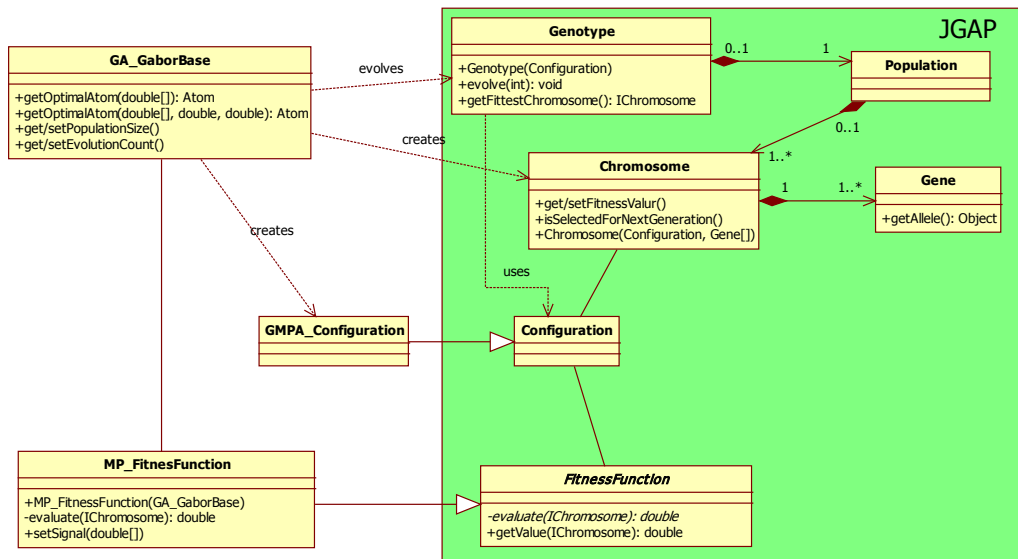 JGAP
GA_GaborBase
+getOptimalAtom(double[]): Atom
+getOptimalAtom(double[], double, double): Atom
+get/setPopulationSize()
+get/setEvolutionCount()
evolves
Genotype
+Genotype(Configuration)
+evolve(int): void
+getFittestChromosome(): IChromosome
0..1
1
Population
0..1
1..*
creates
Chromosome
+get/setFitnessValur()
+isSelectedForNextGeneration()
+Chromosome(Configuration, Gene[])
1
1..*
Gene
+getAllele(): Object
creates
uses
GMPA_Configuration
Configuration
MP_FitnesFunction
+MP_FitnessFunction(GA_GaborBase)
-evaluate(IChromosome): double
+setSignal(double[])
FitnessFunction
-evaluate(IChromosome): double
+getValue(IChromosome): double